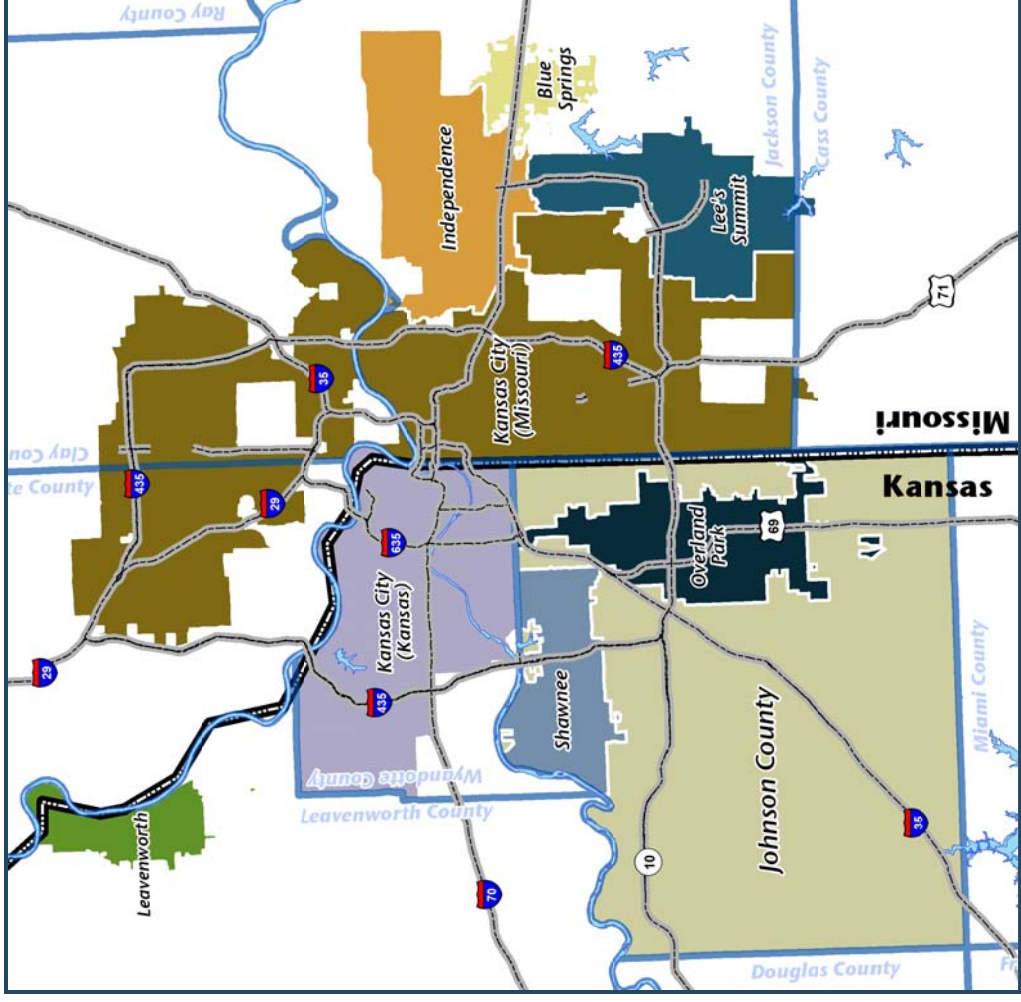 Ray County
Blue
Springs
Independence
Jackson County
Cass County
Lee's
Summit
71
35
435
Kansas City
(Missouri)
Missouri
Clay Coun
te County
435
29
Kansas
635
69
Overland
Park
Kansas City
(Kansas)
29
435
Shawnee
Miami County
Wyandotte County
Leavenworth County
Johnson County
Leavenworth
35
10
70
Douglas County
Fr